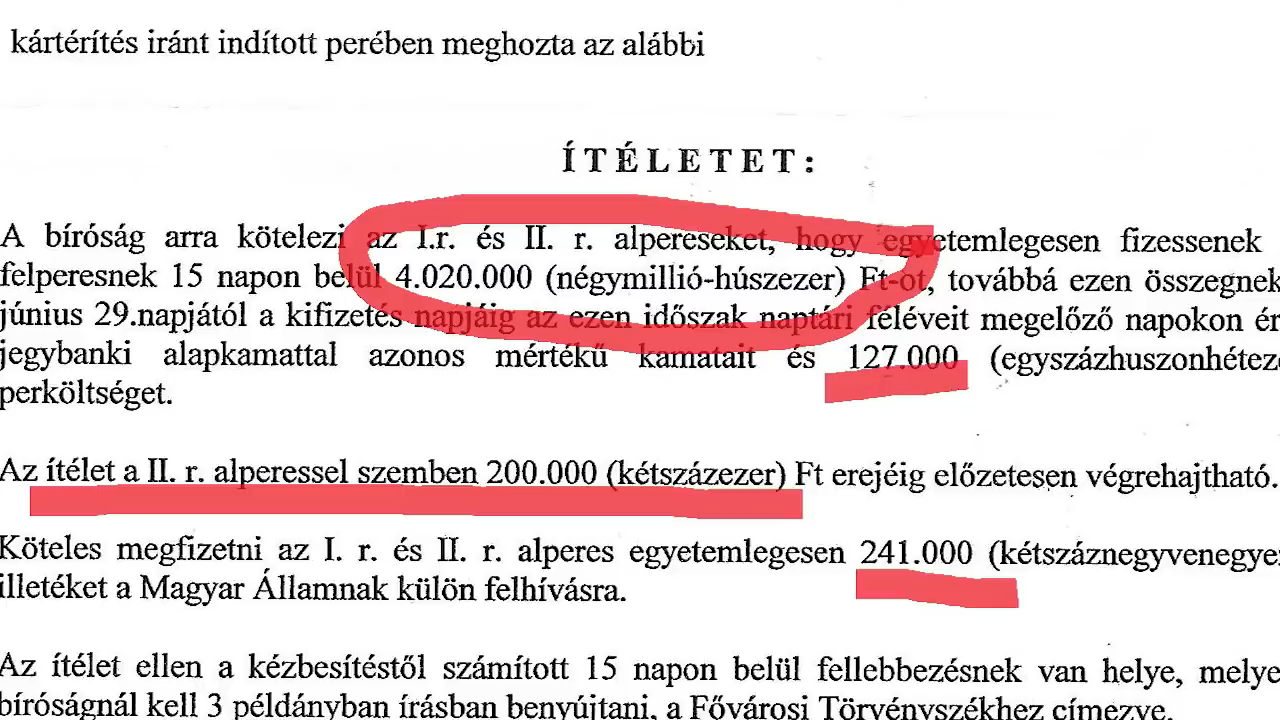 kártérítés iránt indított perében meghozta az alábbi
ÍTÉLETET:
A bíróság arra kötelezi az I.r. és II. r. alpereseket, hogy egyetemlegesen fizessenek
felperesnek 15 napon belül 4.020.000 (négymillió-húszezer) Ft-ot, továbbá ezen összegnek
június 29.napjától a kifizetés napjáig az ezen időszak naptári féléveit megelőző napokon ér
jegybanki alapkamattal azonos mértékű kamatait és 127.000 (egyszázhuszonhéteze
perköltséget.
Az ítélet a II. r. alperessel szemben 200.000 (kétszázezer) Ft erejéig előzetesen végrehajtható.
Köteles megfizetni az I. r. és II. r. alperes egyetemlegesen 241.000 (kétszáznegyvenegyez
illetéket a Magyar Államnak külön felhívásra.
Az ítélet ellen a kézbesítéstől számított 15 napon belül fellebbezésnek van helye, melye
bíróságnál kell 3 példányban írásban benyújtani, a Fővárosi Törvényszékhez címezve.